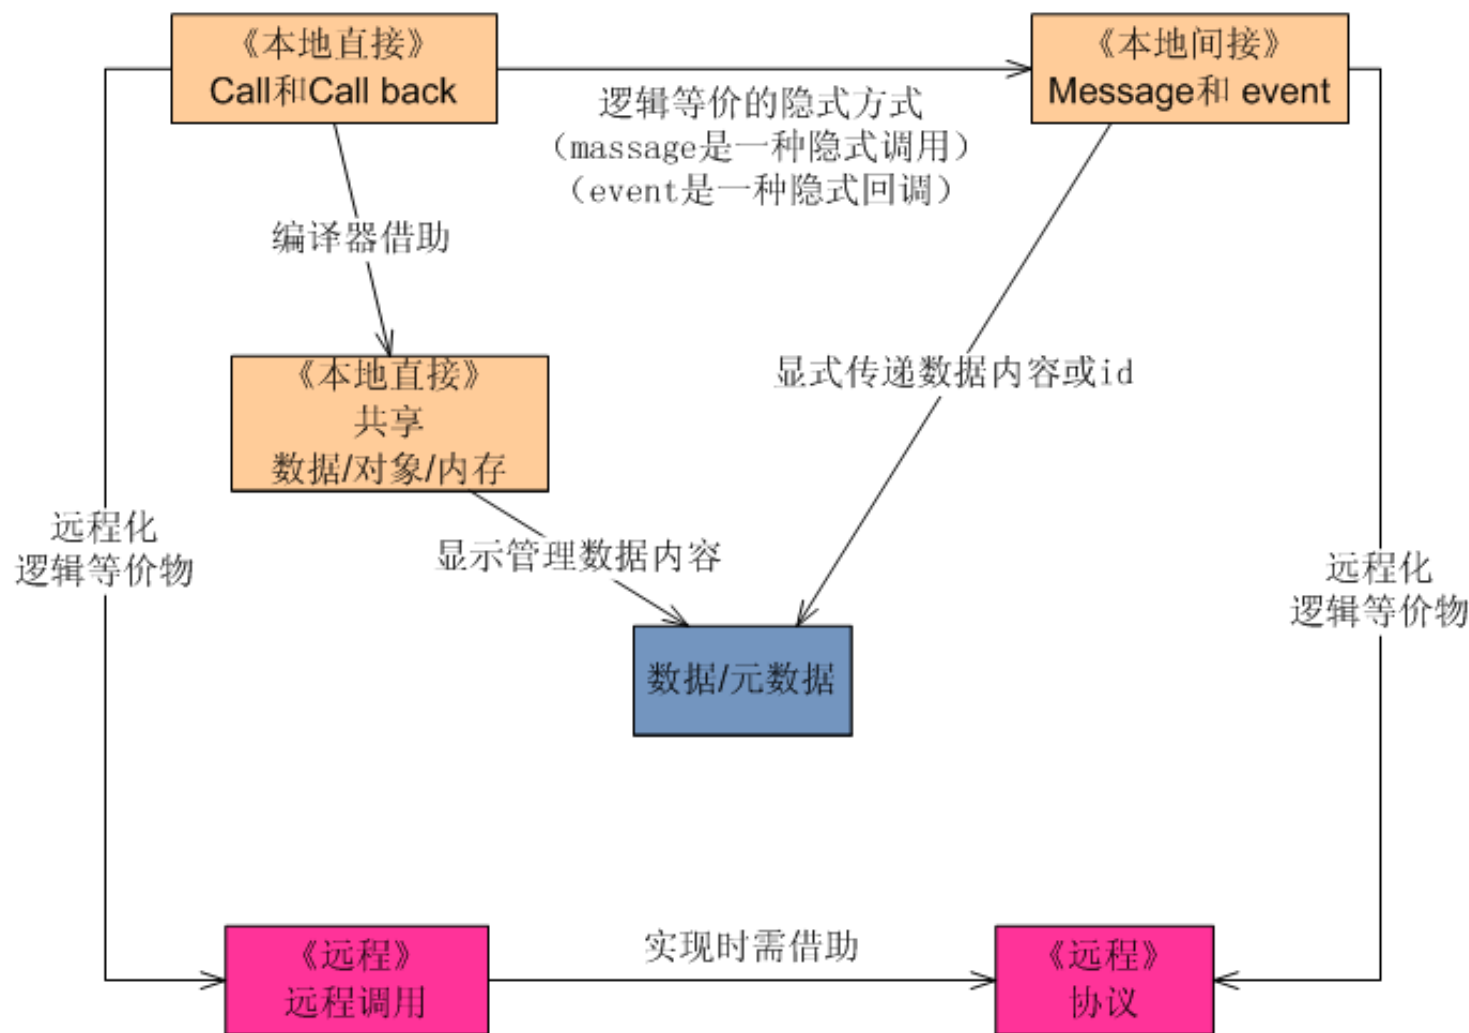 《本地直接》
Call和Call back
《本地间接》
Message和 event
逻辑等价的隐式方式
（massage是一种隐式调用）
（event是一种隐式回调）
编译器借助
《本地直接》
共享
数据/对象/内存
显式传递数据内容或id
远程化
逻辑等价物
显示管理数据内容
远程化
逻辑等价物
数据/元数据
《远程》
远程调用
实现时需借助
《远程》
协议